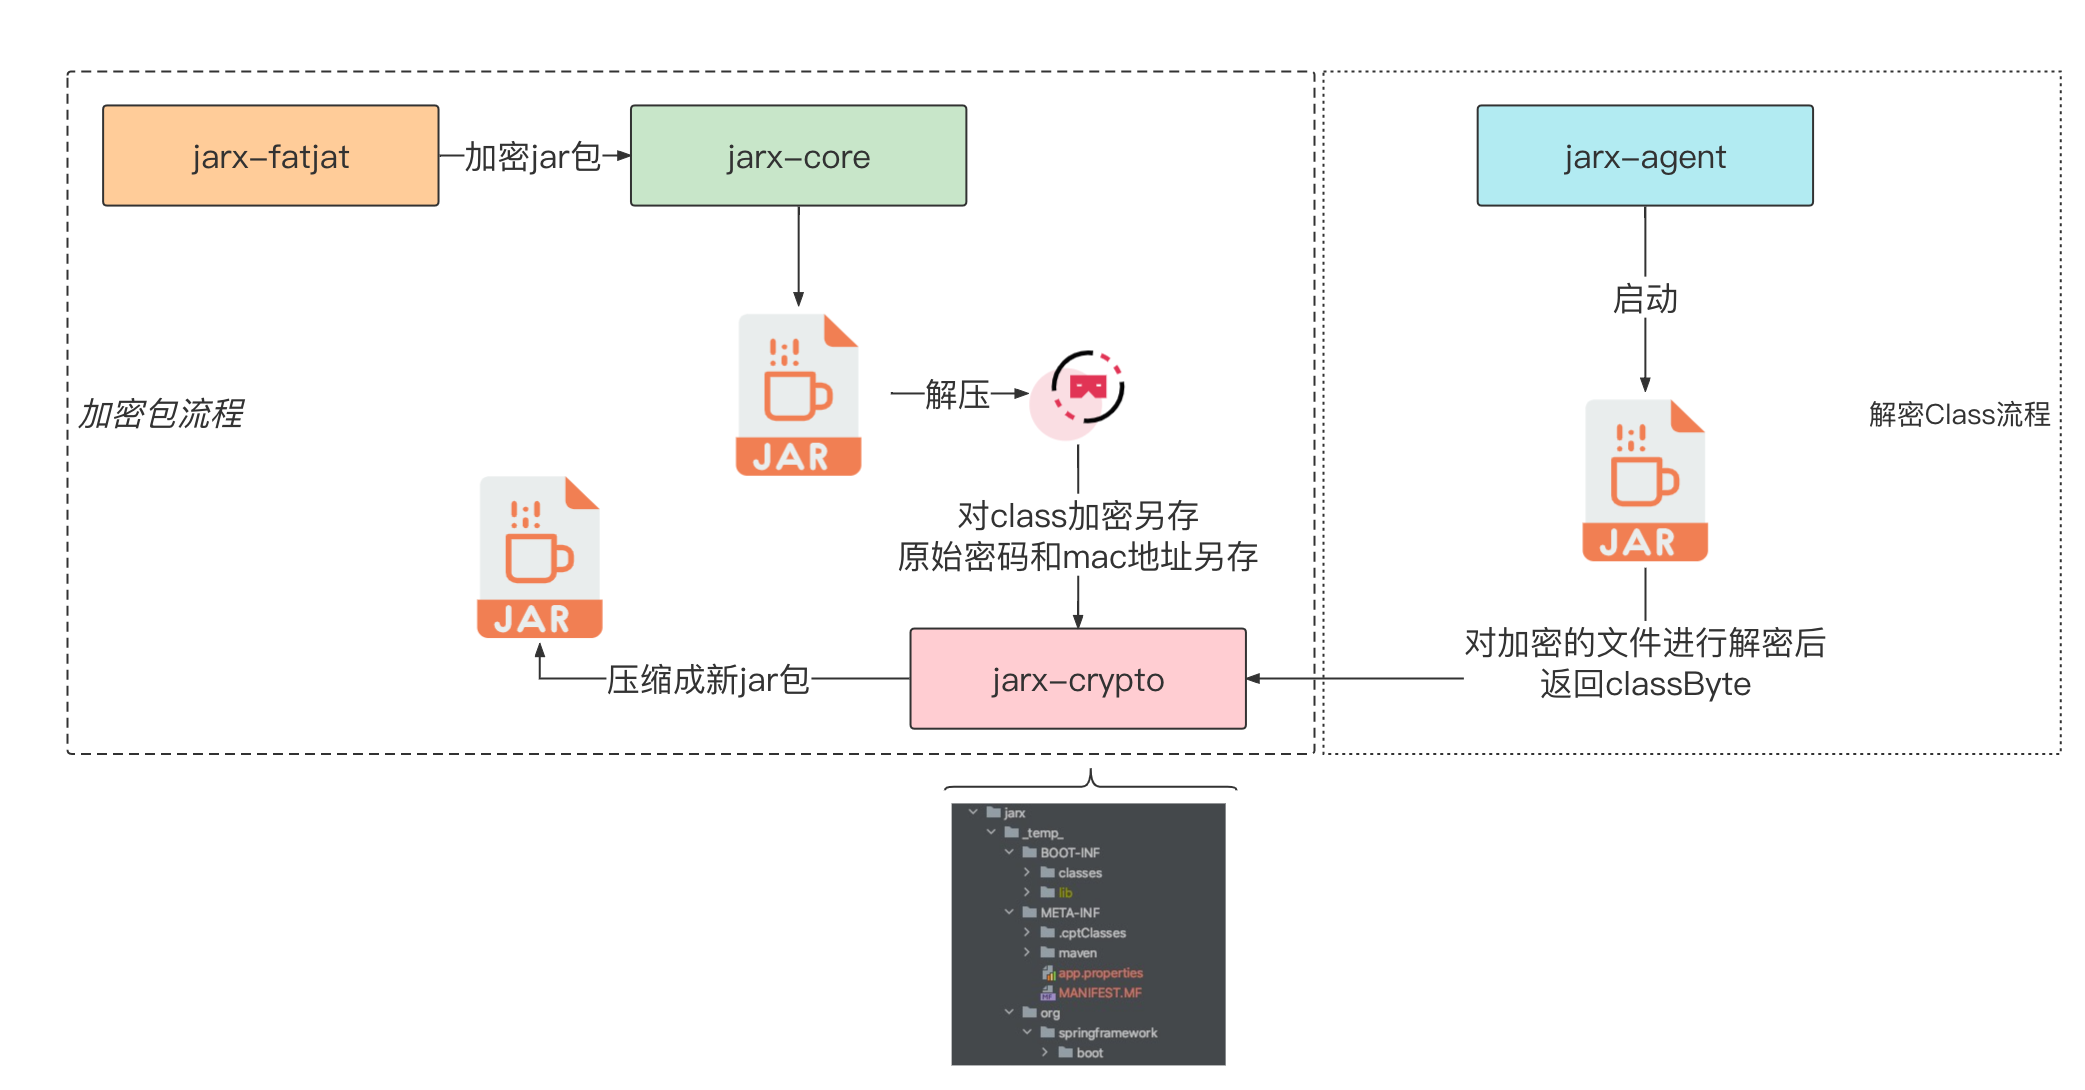 jarx-fatjat
加密jar包
jarx-core
jarx-agent
启动
JAR
解压
加密包流程
解密Class流程
JAR
JAR
对class加密另存
原始密码和mac地址另存
对加密的文件进行解密后
返回classByte
压缩成新jar包
jarx-crypto
jarx
_temp_
BOOT-INF
classes
lib
META-INF
.cptClasses
maven
app.properties
MANIFEST.MF
org
springframework
boot